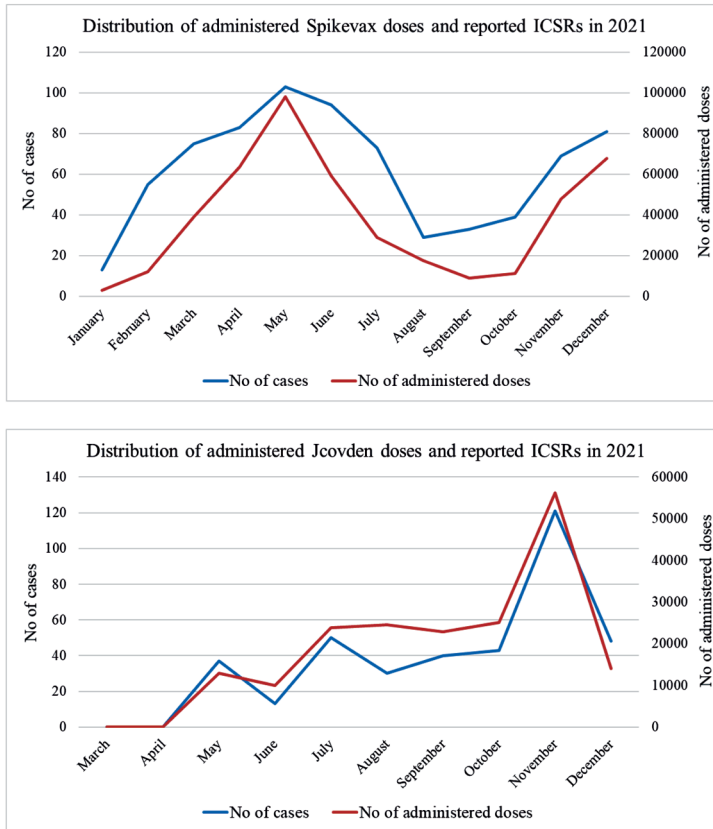 Distribution of administered Spikevax doses and reported ICSRs in 2021
No of cases
120
100
80
60
40
20
0
120000
100000
80000
60000
40000
20000
0
No of administered doses
January
February
March
April
May
June
July
August
September
October
November
December
No of cases
No of administered doses
Distribution of administered Jcovden doses and reported ICSRs in 2021
No of cases
140
120
100
80
60
40
20
0
60000
50000
40000
30000
20000
10000
0
No of administered doses
March
April
May
June
July
August
September
October
November
December
No of cases
No of administered doses